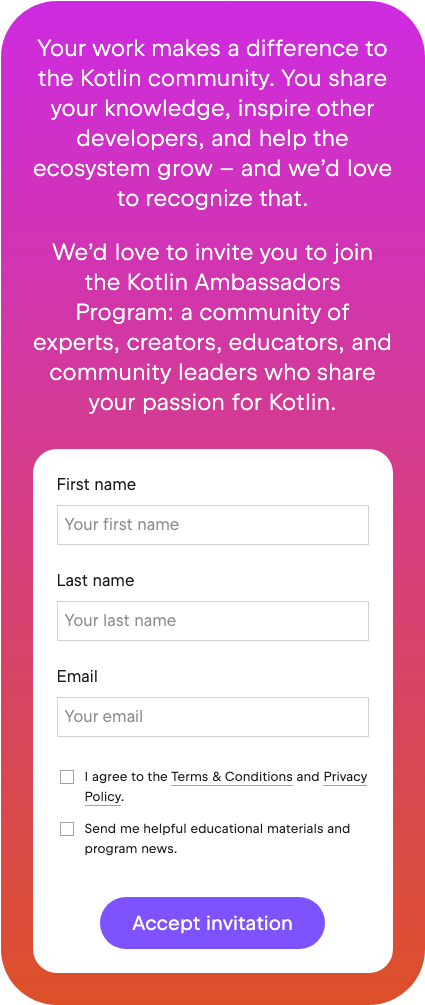 Your work makes a difference to
the Kotlin community. You share
your knowledge, inspire other
developers, and help the
ecosystem grow – and we’d love
to recognize that.
We’d love to invite you to join
the Kotlin Ambassadors
Program: a community of
experts, creators, educators, and
community leaders who share
your passion for Kotlin.
First name
Your first name
Last name
Your last name
Email
Your email
I agree to the Terms & Conditions and Privacy
Policy.
Send me helpful educational materials and
program news.
Accept invitation